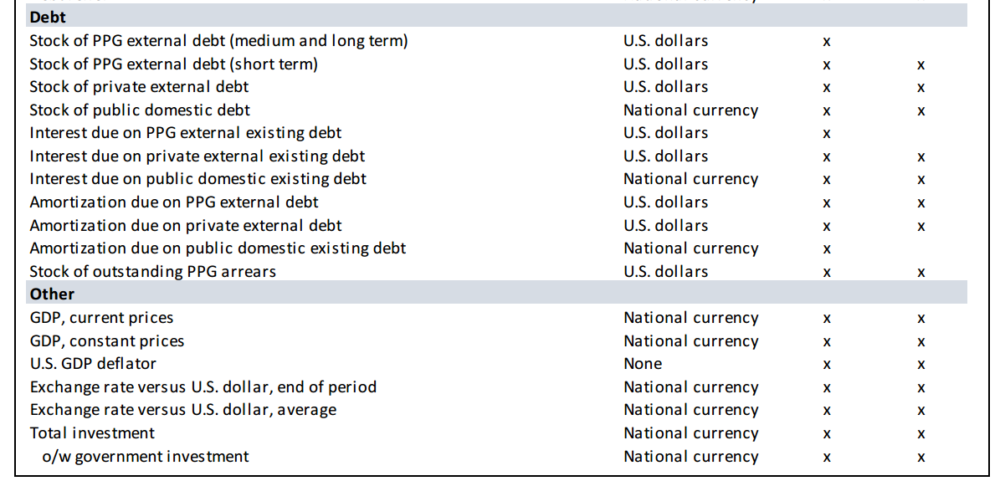 Debt
Stock of PPG external debt (medium and long term) U.S. dollars x
Stock of PPG external debt (short term) U.S. dollars x x
Stock of private external debt U.S. dollars x x
Stock of public domestic debt National currency x x
Interest due on PPG external existing debt U.S. dollars x
Interest due on private external existing debt U.S. dollars x x
Interest due on public domestic existing debt National currency x x
Amortization due on PPG external debt U.S. dollars x x
Amortization due on private external debt U.S. dollars x x
Amortization due on public domestic existing debt National currency x
Stock of outstanding PPG arrears U.S. dollars x x
Other
GDP, current prices National currency x x
GDP, constant prices National currency x x
U.S. GDP deflator None x x
Exchange rate versus U.S. dollar, end of period National currency x x
Exchange rate versus U.S. dollar, average National currency x x
Total investment National currency x x
o/w government investment National currency x x